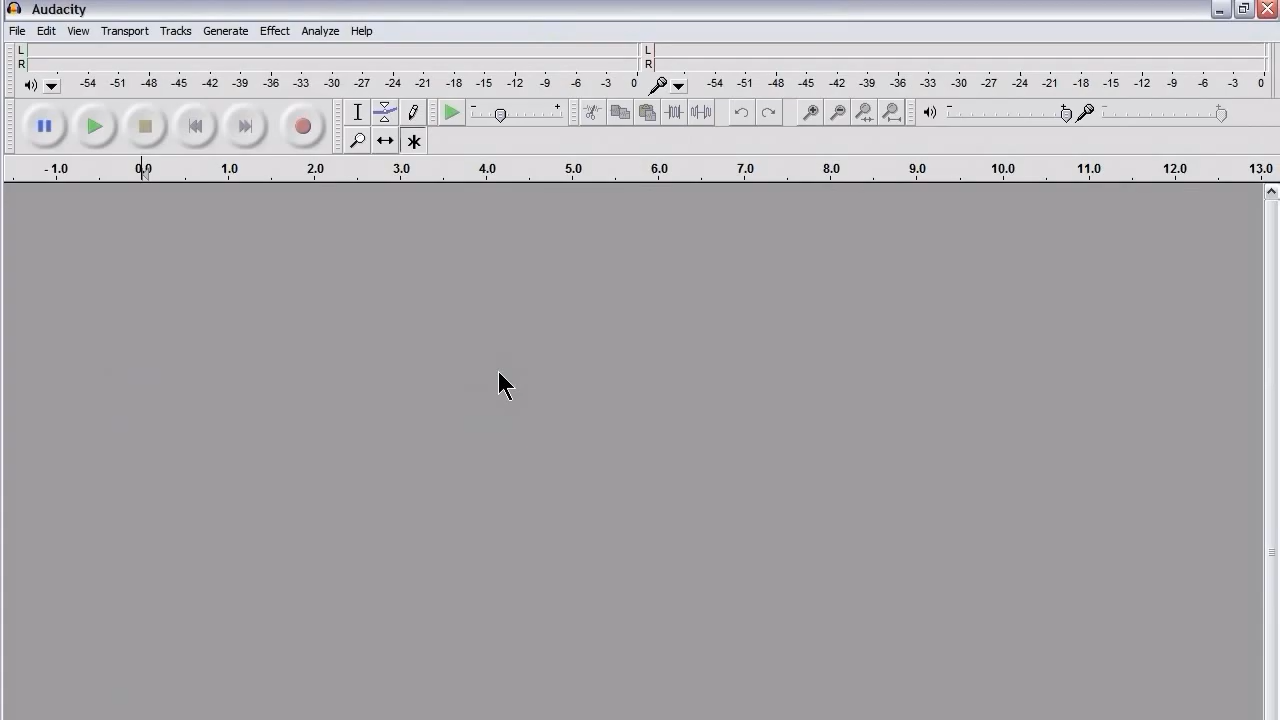 Audacity
File Edit View Transport Tracks Generate Effect Analyze Help
L L
R R
-54 -51 -48 -45 -42 -39 -36 -33 -30 -27 -24 -21 -18 -15 -12 -9 -6 -3 0 -54 -51 -48 -45 -42 -39 -36 -33 -30 -27 -24 -21 -18 -15 -12 -9 -6 -3 0
- 1.0 0.0 1.0 2.0 3.0 4.0 5.0 6.0 7.0 8.0 9.0 10.0 11.0 12.0 13.0